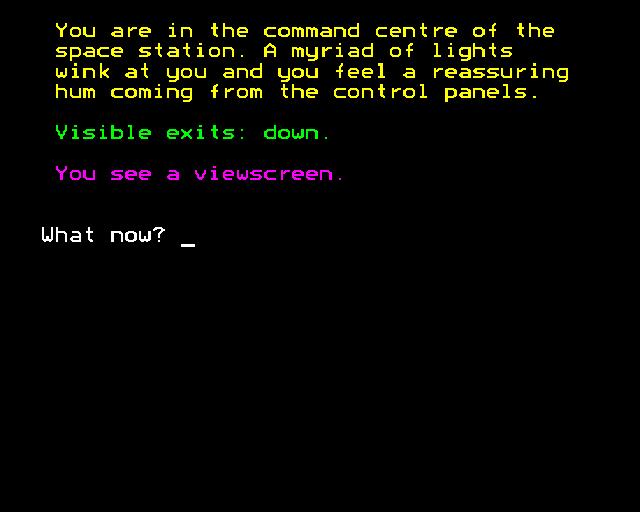 You are in the command centre of the
space station. A myriad of lights
wink at you and you feel a reassuring
hum coming from the control panels.
Visible exits: down.
You see a viewscreen.
What now? _